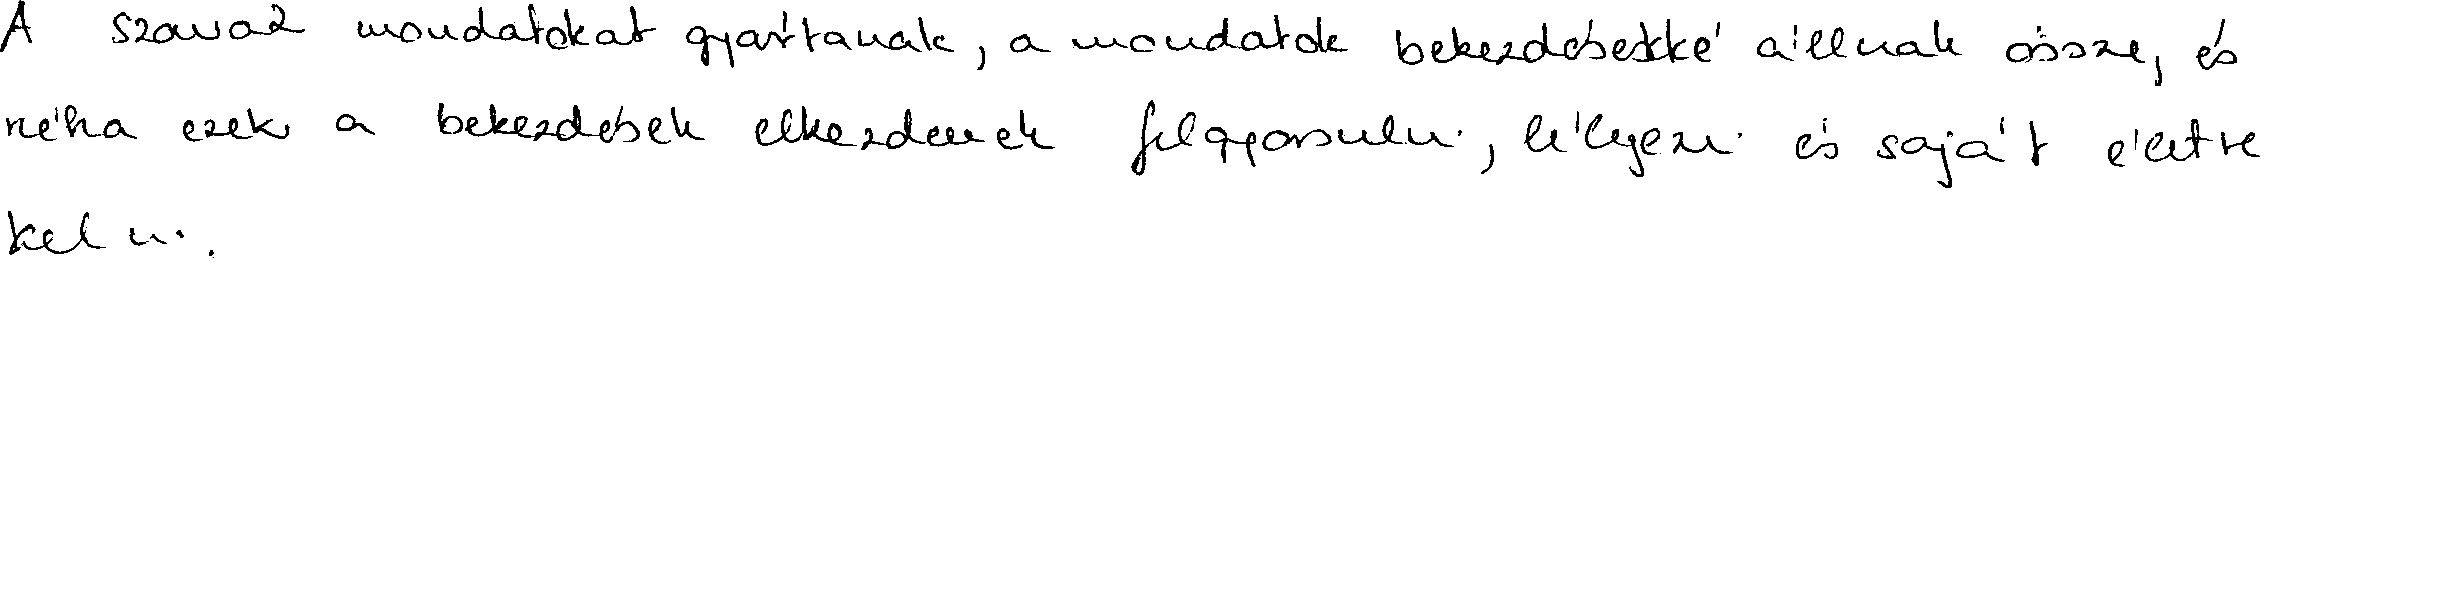 A szavak mondatokat gyártanak, a mondatok bekezdésekké állnak össze, és
néha ezek a bekezdések elkezdenek felgyorsulni, lélegezni és saját életre
kelni.